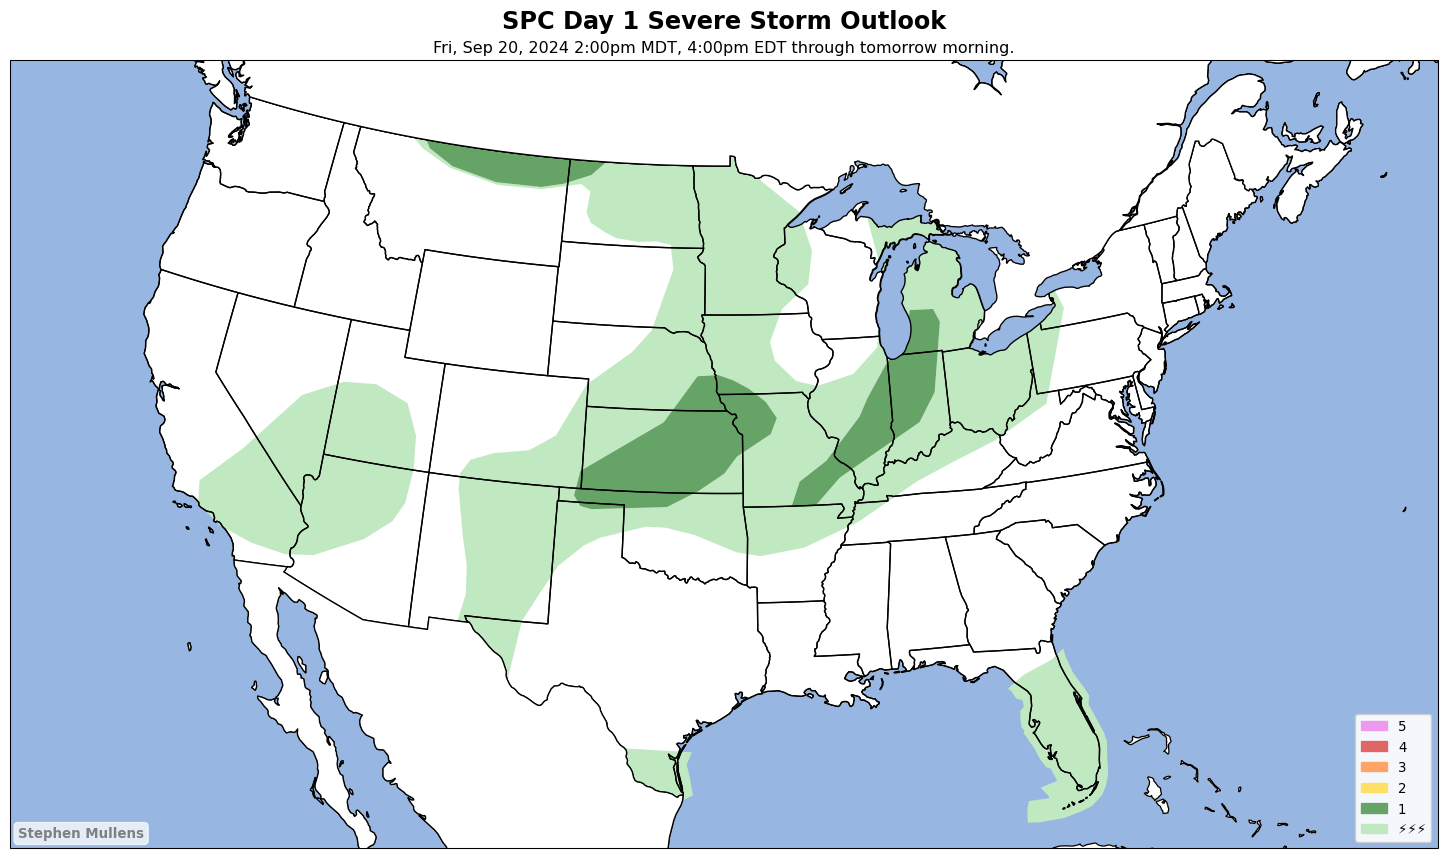 SPC Day 1 Severe Storm Outlook
Fri, Sep 20, 2024 2:00pm MDT, 4:00pm EDT through tomorrow morning.
5
4
3
2
1
⚡⚡⚡
Stephen Mullens